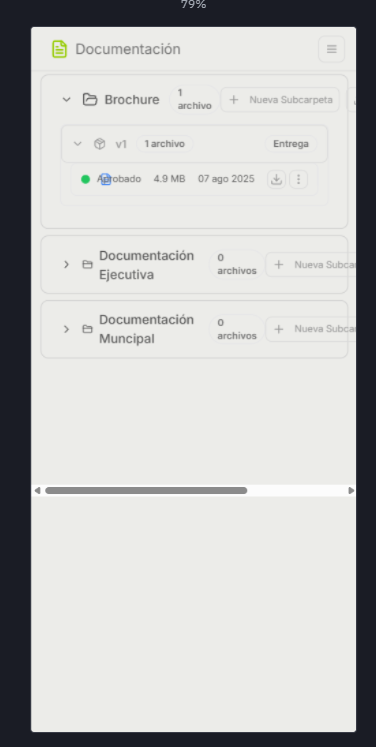 79%
Documentación
Brochure
1
archivo
+ Nueva Subcarpeta
v1
1 archivo
Entrega
Aprobado
4.9 MB
07 ago 2025
Documentación
Ejecutiva
0
archivos
+ Nueva Subca
Documentación
Muncipal
0
archivos
+ Nueva Subca